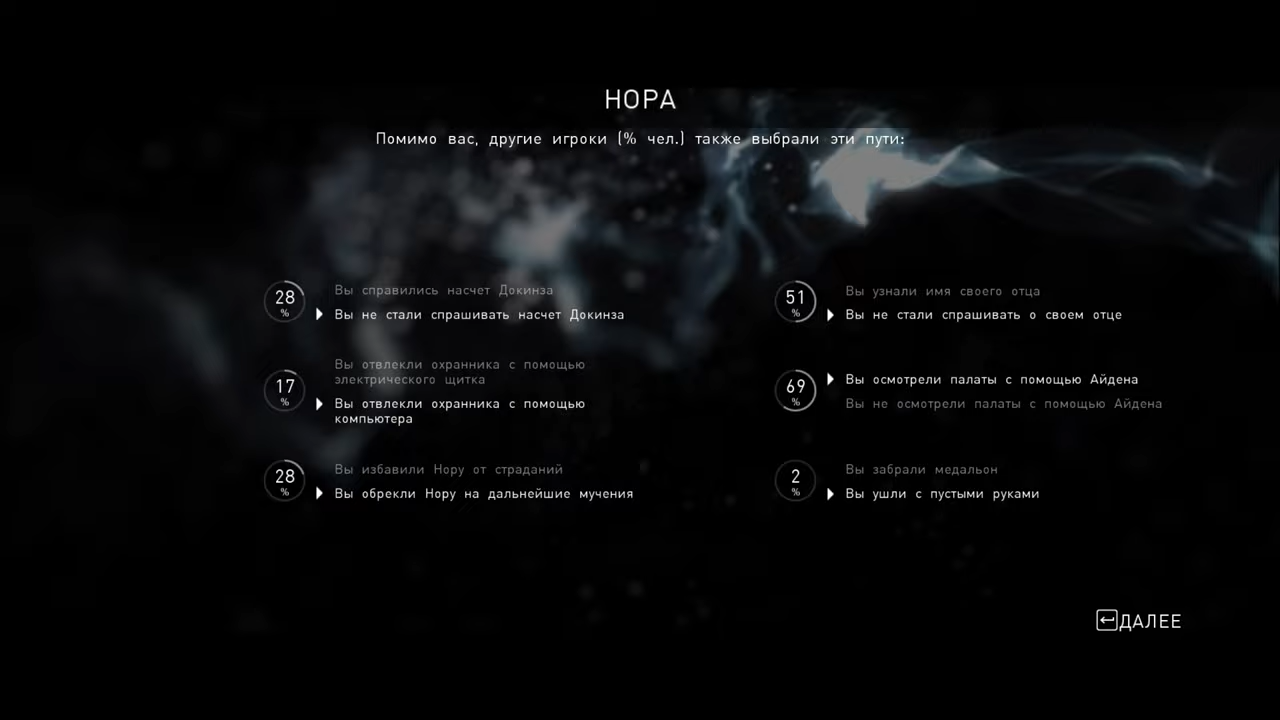 НОРА
Помимо вас, другие игроки (% чел.) также выбрали эти пути:
28
%
Вы справились насчет Докинза
Вы не стали спрашивать насчет Докинза
17
%
Вы отвлекли охранника с помощью
электрического щитка
Вы отвлекли охранника с помощью
компьютера
28
%
Вы избавили Нору от страданий
Вы обрекли Нору на дальнейшие мучения
51
%
Вы узнали имя своего отца
Вы не стали спрашивать о своем отце
69
%
Вы осмотрели палаты с помощью Айдена
Вы не осмотрели палаты с помощью Айдена
2
%
Вы забрали медальон
Вы ушли с пустыми руками
ДАЛЕЕ